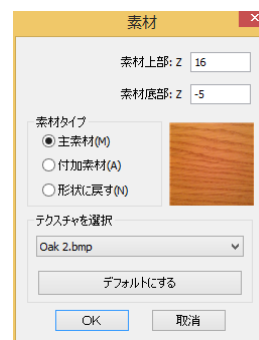 素材
素材上部: Z 16
素材底部: Z -5
素材タイプ
主素材(M)
付加素材(A)
形状に戻す(N)
テクスチャを選択
Oak 2.bmp
デフォルトにする
OK 取消